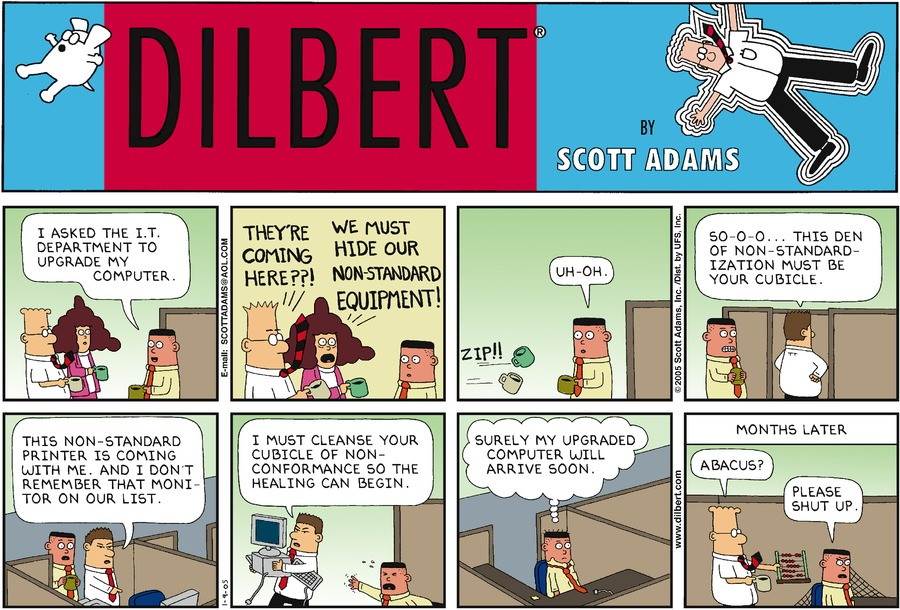 DILBERT®
BY
SCOTT ADAMS
I ASKED THE I.T.
DEPARTMENT TO
UPGRADE MY
COMPUTER.
E-mail: SCOTTADAMS@AOL.COM
THEY'RE
COMING
HERE??!
WE MUST
HIDE OUR
NON-STANDARD
EQUIPMENT!
ZIP!!
UH-OH.
© 2005 Scott Adams, Inc./Dist. by UFS, Inc.
SO-O-O... THIS DEN
OF NON-STANDARD-
IZATION MUST BE
YOUR CUBICLE.
THIS NON-STANDARD
PRINTER IS COMING
WITH ME. AND I DON'T
REMEMBER THAT MONI-
TOR ON OUR LIST.
1-9-05
I MUST CLEANSE YOUR
CUBICLE OF NON-
CONFORMANCE SO THE
HEALING CAN BEGIN.
SURELY MY UPGRADED
COMPUTER WILL
ARRIVE SOON.
www.dilbert.com
MONTHS LATER
ABACUS?
PLEASE
SHUT UP.